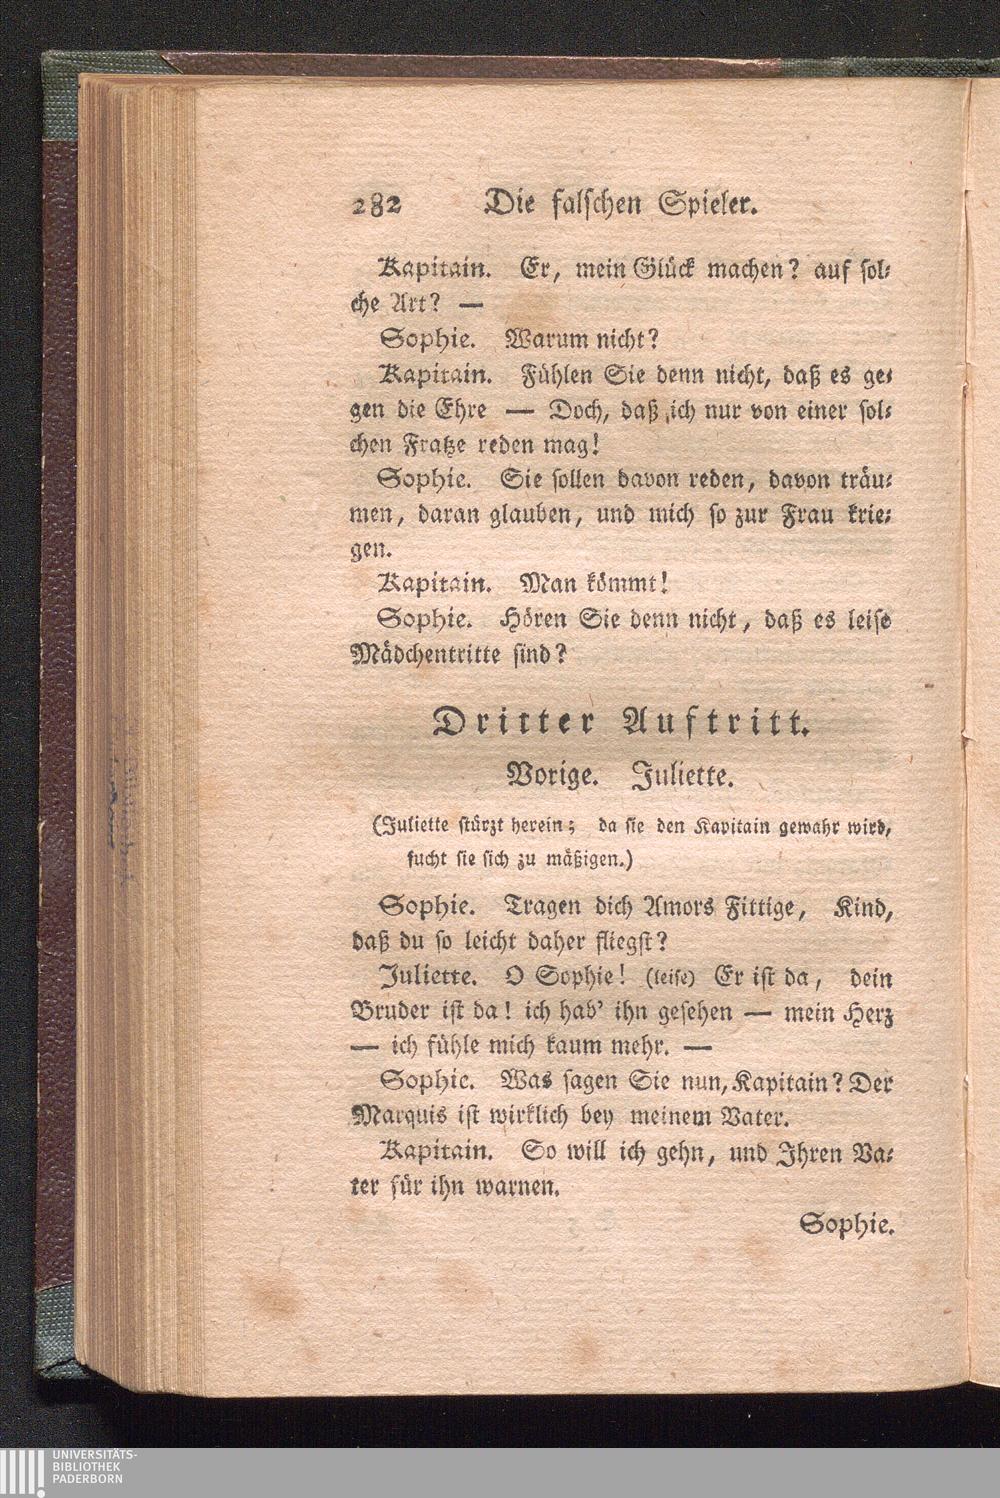 282 Die falschen Spieler.
Kapitain. Er, mein Glück machen? auf sol-
che Art? —
Sophie. Warum nicht?
Kapitain. Fühlen Sie denn nicht, daß es ge-
gen die Ehre — Doch, daß ich nur von einer sol-
chen Fratze reden mag!
Sophie. Sie sollen davon reden, davon träu-
men, daran glauben, und mich so zur Frau krie-
gen.
Kapitain. Man kömmt!
Sophie. Hören Sie denn nicht, daß es leise
Mädchentritte sind?
Dritter Auftritt.
Vorige. Juliette.
(Juliette stürzt herein; da sie den Kapitain gewahr wird,
sucht sie sich zu mäßigen.)
Sophie. Tragen dich Amors Fittige, Kind,
daß du so leicht daher fliegst?
Juliette. O Sophie! (leise) Er ist da, dein
Bruder ist da! ich hab' ihn gesehen — mein Herz
— ich fühle mich kaum mehr. —
Sophie. Was sagen Sie nun, Kapitain? Der
Marquis ist wirklich bey meinem Vater.
Kapitain. So will ich gehn, und Ihren Va-
ter für ihn warnen.
Sophie.
UNIVERSITÄTS-
BIBLIOTHEK
PADERBORN